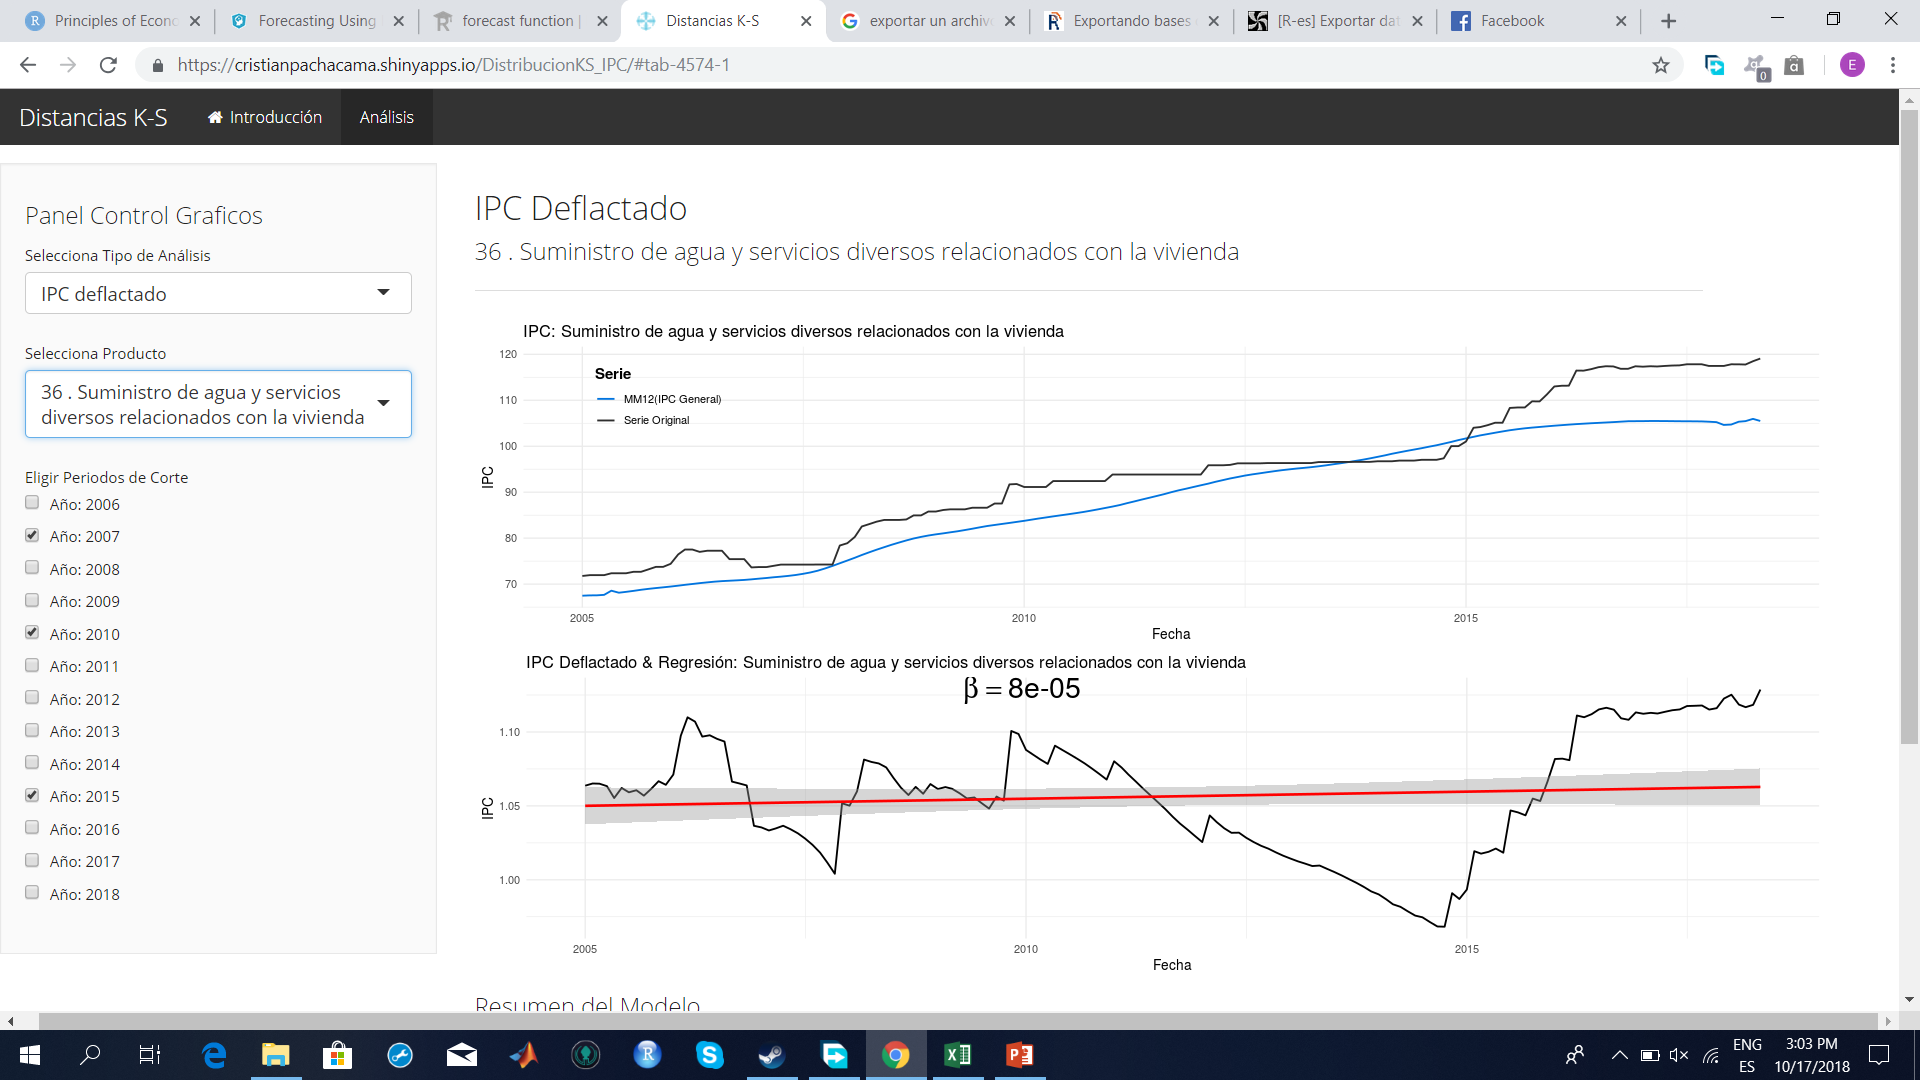 Principles of Econo
Forecasting Using
forecast function |
Distancias K-S
exportar un archivo
Exportando bases
[R-es] Exportar dat
Facebook
https://cristianpachacama.shinyapps.io/DistribucionKS_IPC/#tab-4574-1
0
E
Distancias K-S
Introducción
Análisis
Panel Control Graficos
Selecciona Tipo de Análisis
IPC deflactado
Selecciona Producto
36 . Suministro de agua y servicios
diversos relacionados con la vivienda
Eligir Periodos de Corte
Año: 2006
Año: 2007
Año: 2008
Año: 2009
Año: 2010
Año: 2011
Año: 2012
Año: 2013
Año: 2014
Año: 2015
Año: 2016
Año: 2017
Año: 2018
IPC Deflactado
36 . Suministro de agua y servicios diversos relacionados con la vivienda
IPC: Suministro de agua y servicios diversos relacionados con la vivienda
120
110
100
90
80
70
IPC
Serie
MM12(IPC General)
Serie Original
2005
2010
2015
Fecha
IPC Deflactado & Regresión: Suministro de agua y servicios diversos relacionados con la vivienda
β = 8e-05
1.10
1.05
1.00
IPC
2005
2010
2015
Fecha
Resumen del Modelo
ENG
ES
3:03 PM
10/17/2018